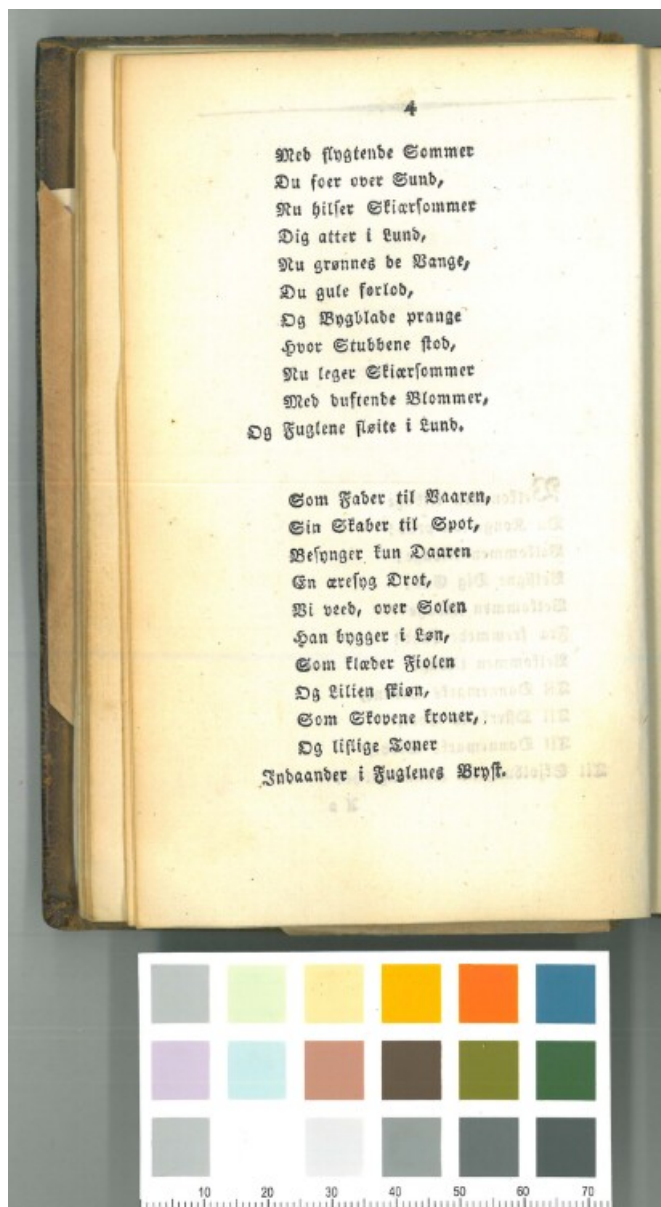 4
Med flygtende Sommer
Du foer over Sund,
Nu hilser Skiærsommer
Dig atter i Lund,
Nu grønnes de Vange,
Du gule forlod,
Og Bygblade prange
Hvor Stubbene stod,
Nu leger Skiærsommer
Med duftende Blommer,
Og Fuglene fløite i Lund.
Som Fader til Vaaren,
Sin Skaber til Spot,
Besynger kun Daaren
En æresyg Drot,
Vi veed, over Solen
Han bygger i Løn,
Som klæder Fiolen
Og Lilien skiøn,
Som Skovene kroner,
Og liflige Toner
Indaander i Fuglenes Bryst.
10 20 30 40 50 60 70